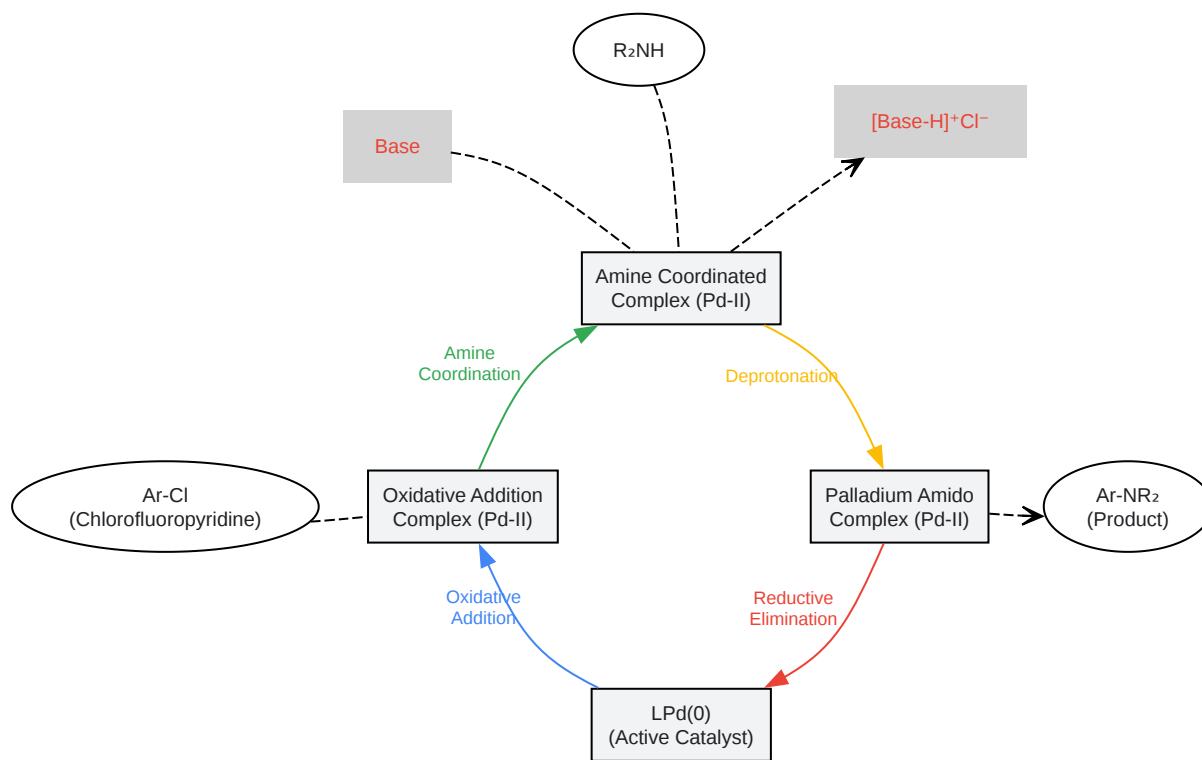 R₂NH
[Base-H]⁺Cl⁻
Base
Amine Coordinated
Complex (Pd-II)
Amine
Coordination
Deprotonation
Ar-Cl
(Chlorofluoropyridine)
Oxidative Addition
Complex (Pd-II)
Palladium Amido
Complex (Pd-II)
Ar-NR₂
(Product)
Oxidative
Addition
Reductive
Elimination
LPd(0)
(Active Catalyst)